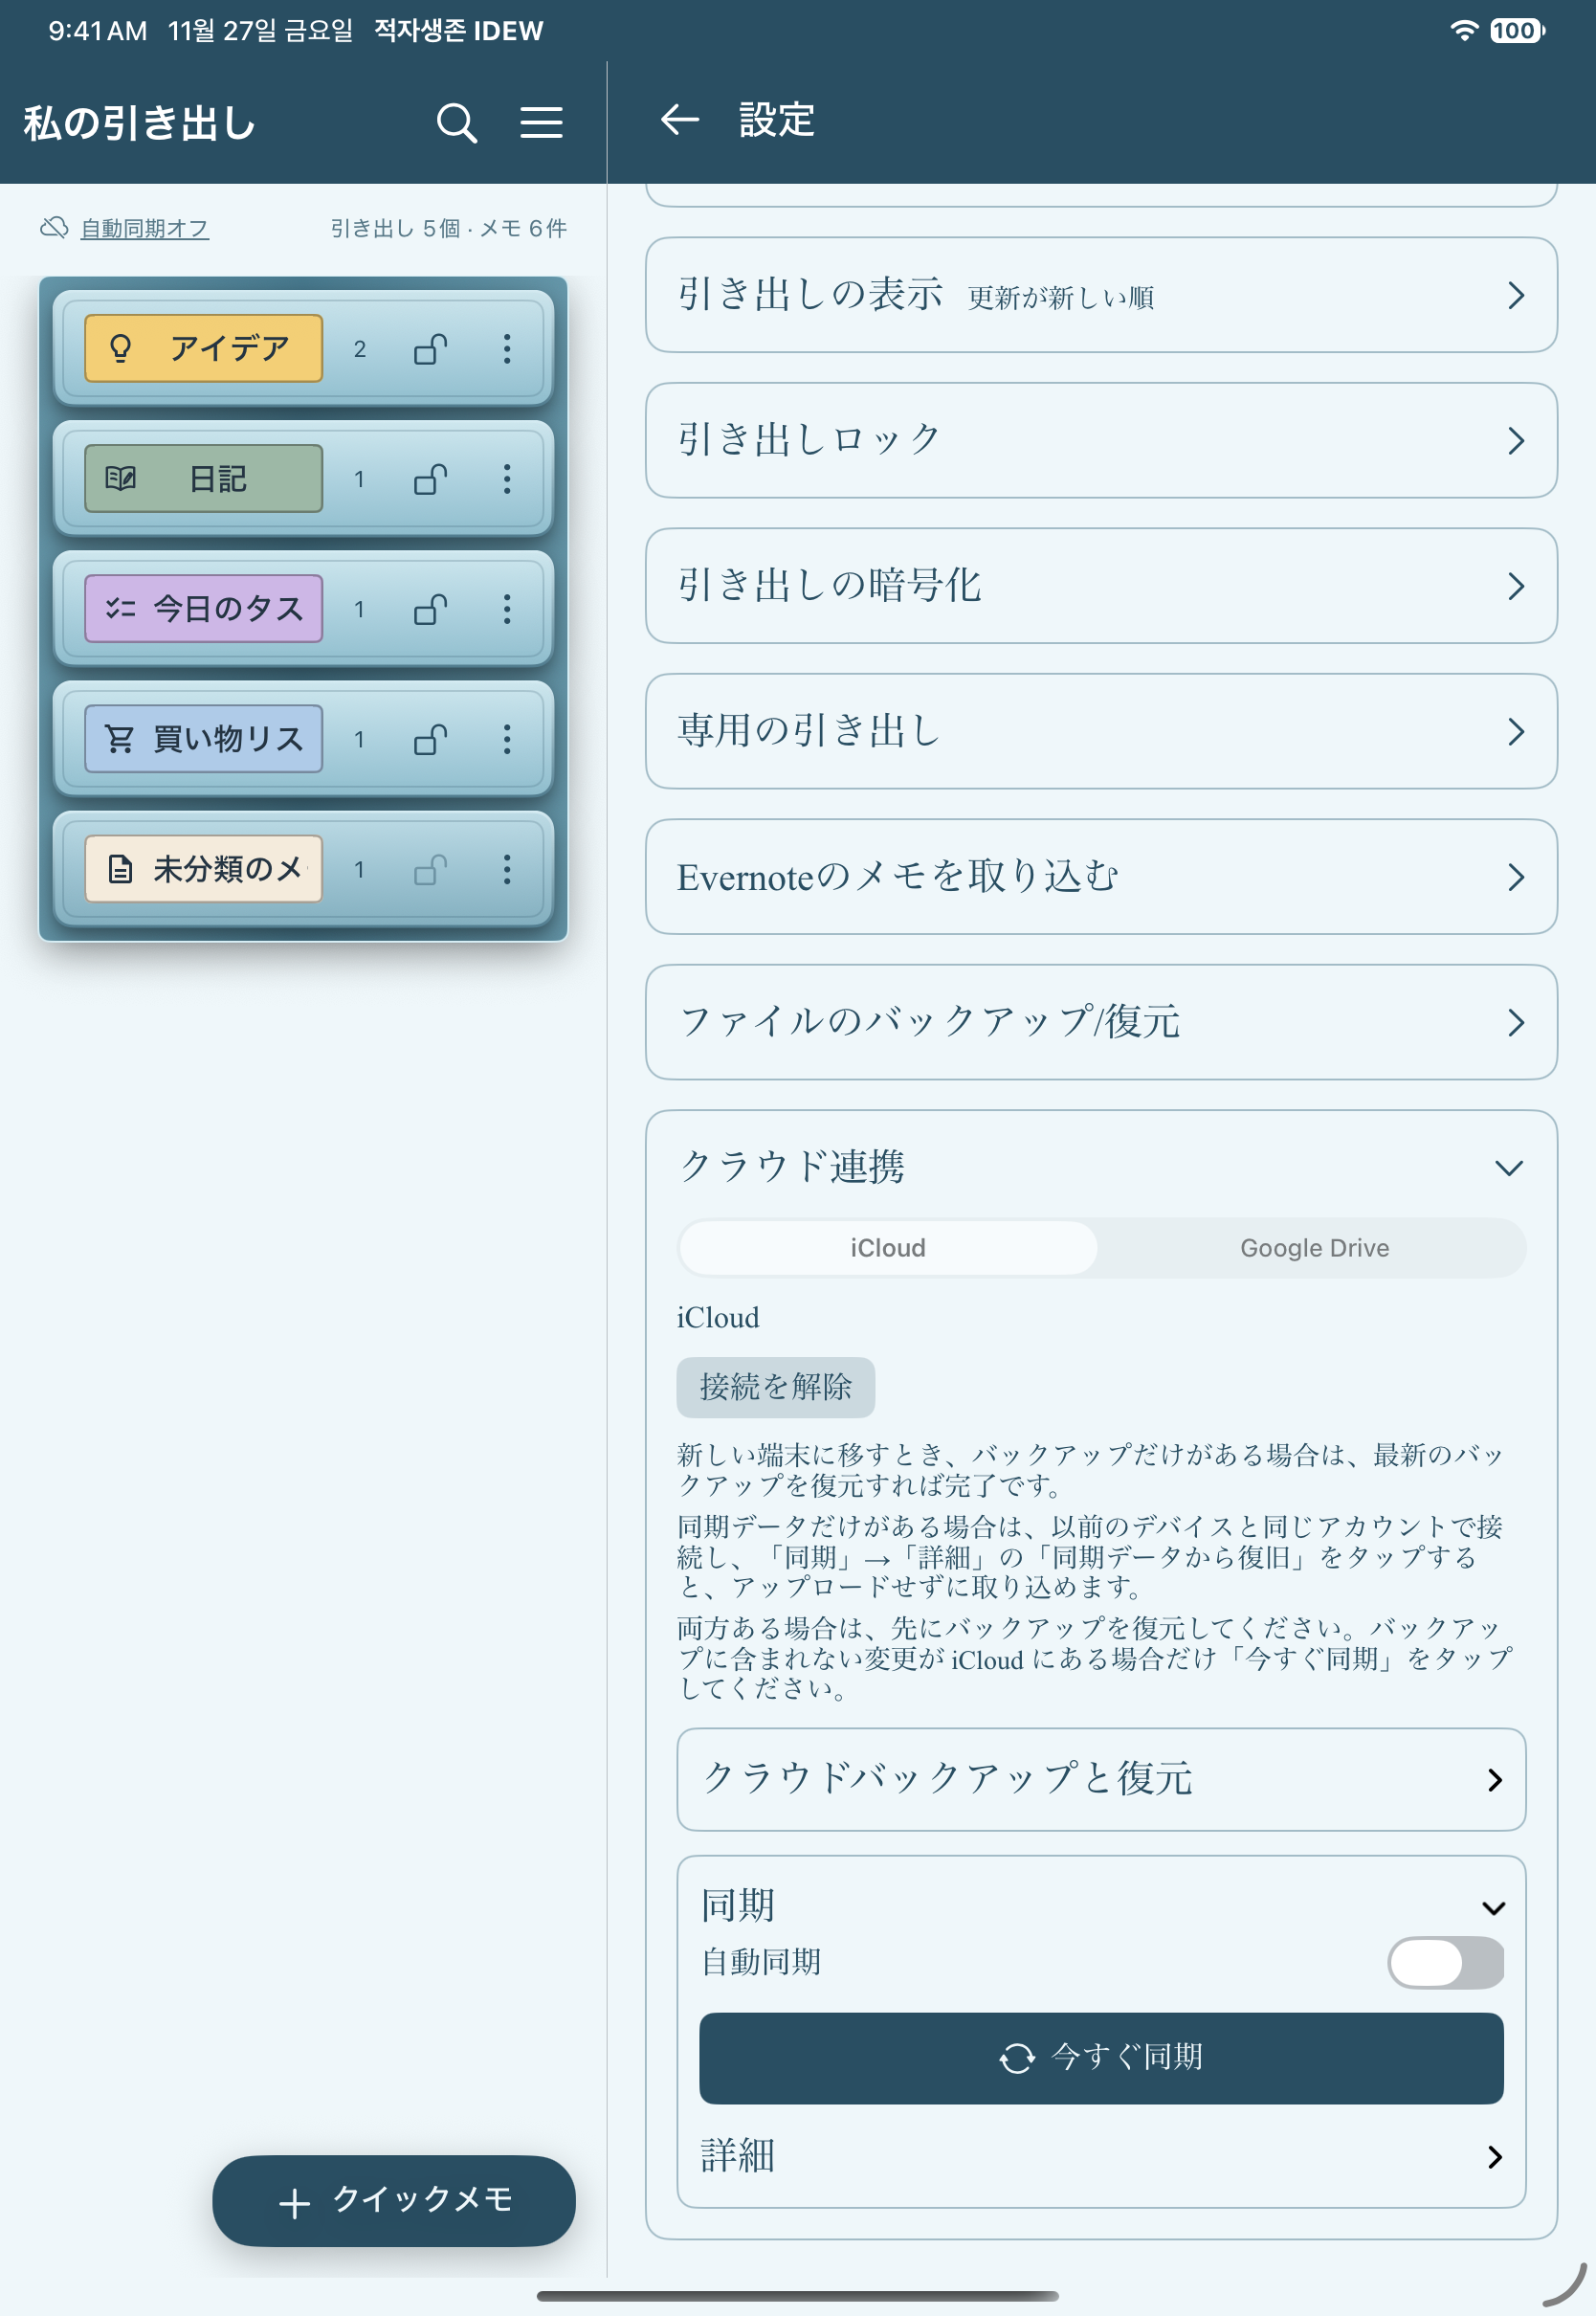 9:41 AM 11월 27일 금요일 적자생존 IDEW
100
私の引き出し
自動同期オフ
引き出し 5個 · メモ 6件
アイデア 2
日記 1
今日のタス 1
買い物リス 1
未分類のメ 1
クイックメモ
設定
引き出しの表示 更新が新しい順
引き出しロック
引き出しの暗号化
専用の引き出し
Evernoteのメモを取り込む
ファイルのバックアップ/復元
クラウド連携
iCloud Google Drive
iCloud
接続を解除
新しい端末に移すとき、バックアップだけがある場合は、最新のバッ
クアップを復元すれば完了です。
同期データだけがある場合は、以前のデバイスと同じアカウントで接
続し、「同期」→「詳細」の「同期データから復旧」をタップする
と、アップロードせずに取り込めます。
両方ある場合は、先にバックアップを復元してください。バックアッ
プに含まれない変更が iCloud にある場合だけ「今すぐ同期」をタップ
してください。
クラウドバックアップと復元
同期
自動同期
今すぐ同期
詳細